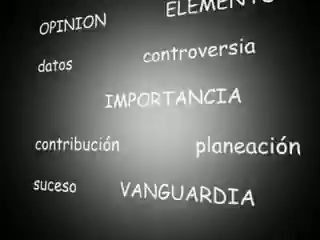 ELEMENTO
OPINION
controversia
datos
IMPORTANCIA
contribución
planeación
suceso
VANGUARDIA